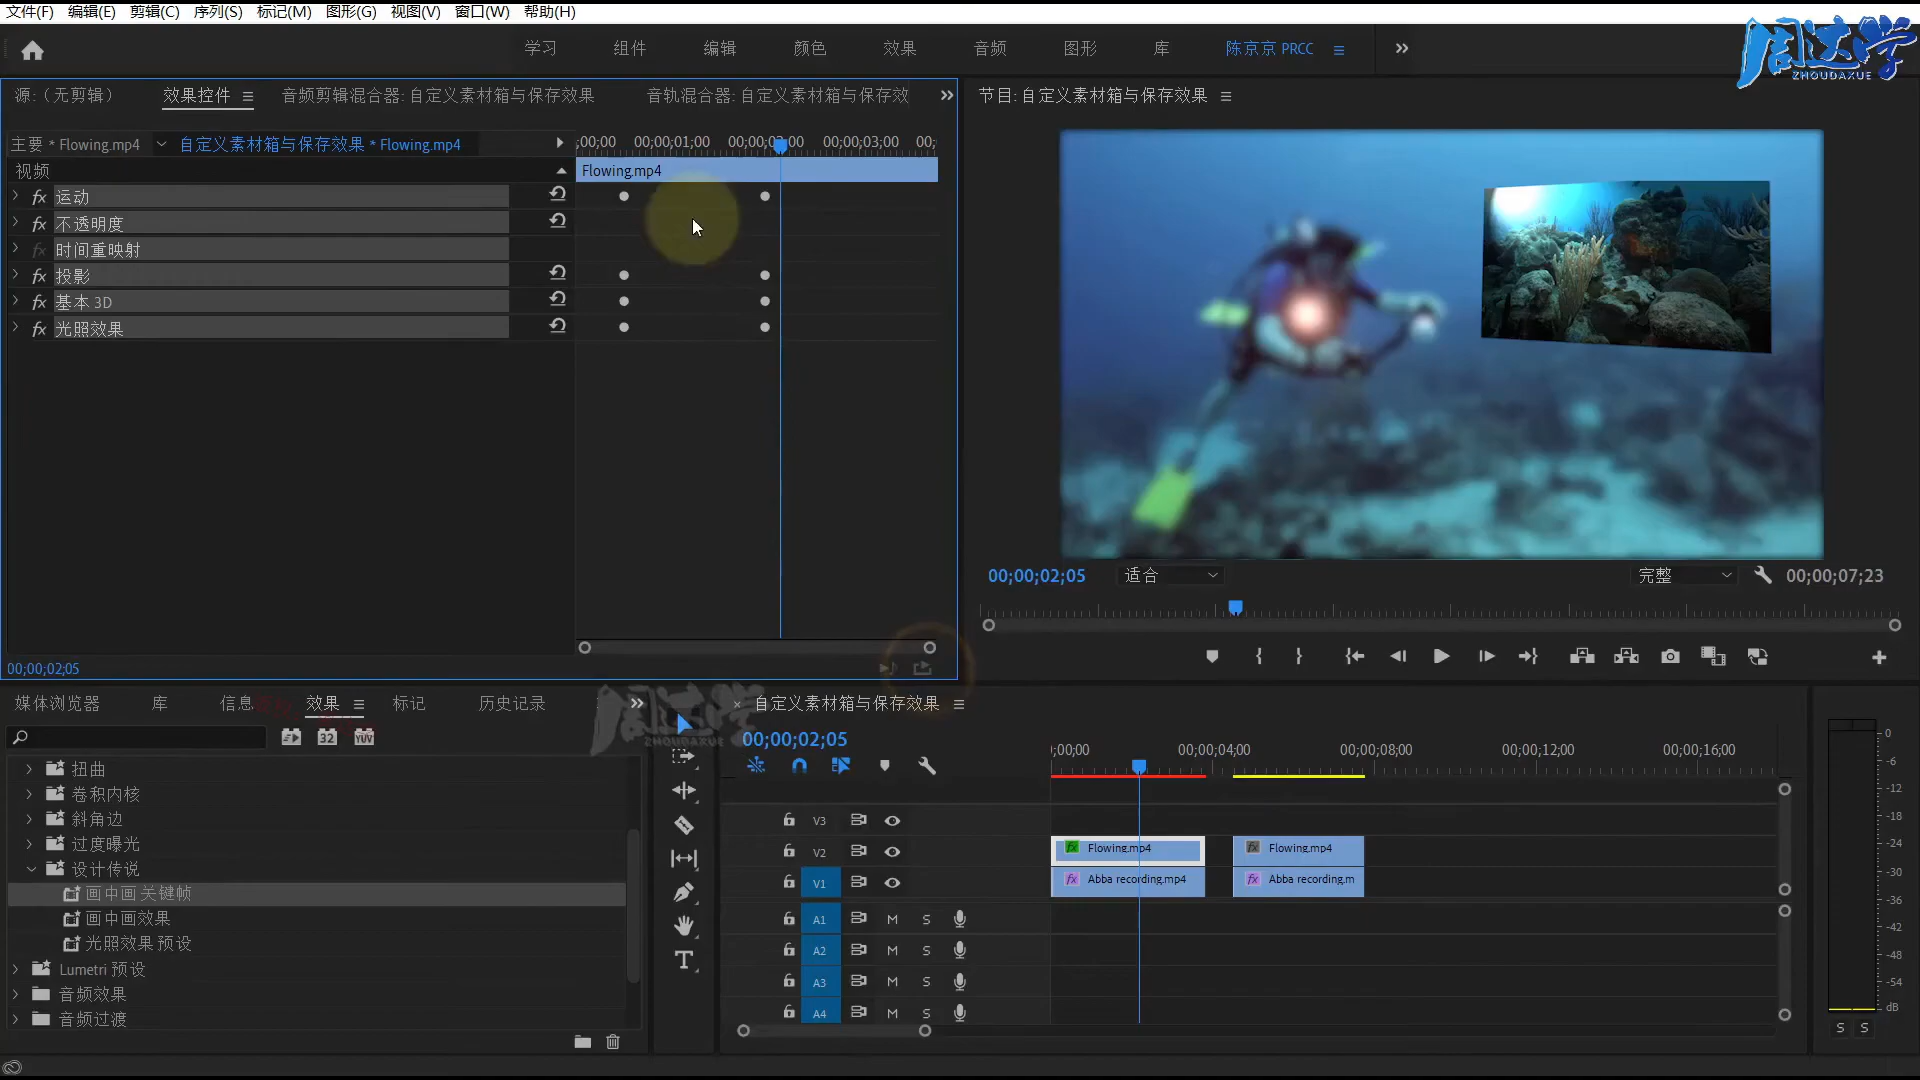 文件(F) 编辑(E) 剪辑(C) 序列(S) 标记(M) 图形(G) 视图(V) 窗口(W) 帮助(H)
学习 组件 编辑 颜色 效果 音频 图形 库 陈京京 PRCC
周达学
ZHOUDAXUE
源:（无剪辑） 效果控件 音频剪辑混合器: 自定义素材箱与保存效果 音轨混合器: 自定义素材箱与保存效
节目: 自定义素材箱与保存效果
主要 * Flowing.mp4 自定义素材箱与保存效果 * Flowing.mp4
;00;00 00;00;01;00 00;00;02;00 00;00;03;00 00;
视频
Flowing.mp4
fx 运动
fx 不透明度
fx 时间重映射
fx 投影
fx 基本 3D
fx 光照效果
00;00;02;05 适合 完整 00;00;07;23
00;00;02;05
媒体浏览器 库 信息 效果 标记 历史记录
周达学
ZHOUDAXUE
自定义素材箱与保存效果
32 YUV
00;00;02;05
;00;00 00;00;04;00 00;00;08;00 00;00;12;00 00;00;16;00
扭曲
卷积内核
斜角边
过度曝光
设计传说
画中画 关键帧
画中画效果
光照效果 预设
Lumetri 预设
音频效果
音频过渡
V3
V2 fx Flowing.mp4 fx Flowing.mp4
V1 fx Abba recording.mp4 fx Abba recording.m
A1 M S
A2 M S
A3 M S
A4 M S
0
-6
-12
-18
-24
-30
-36
-42
-48
-54
dB
S S